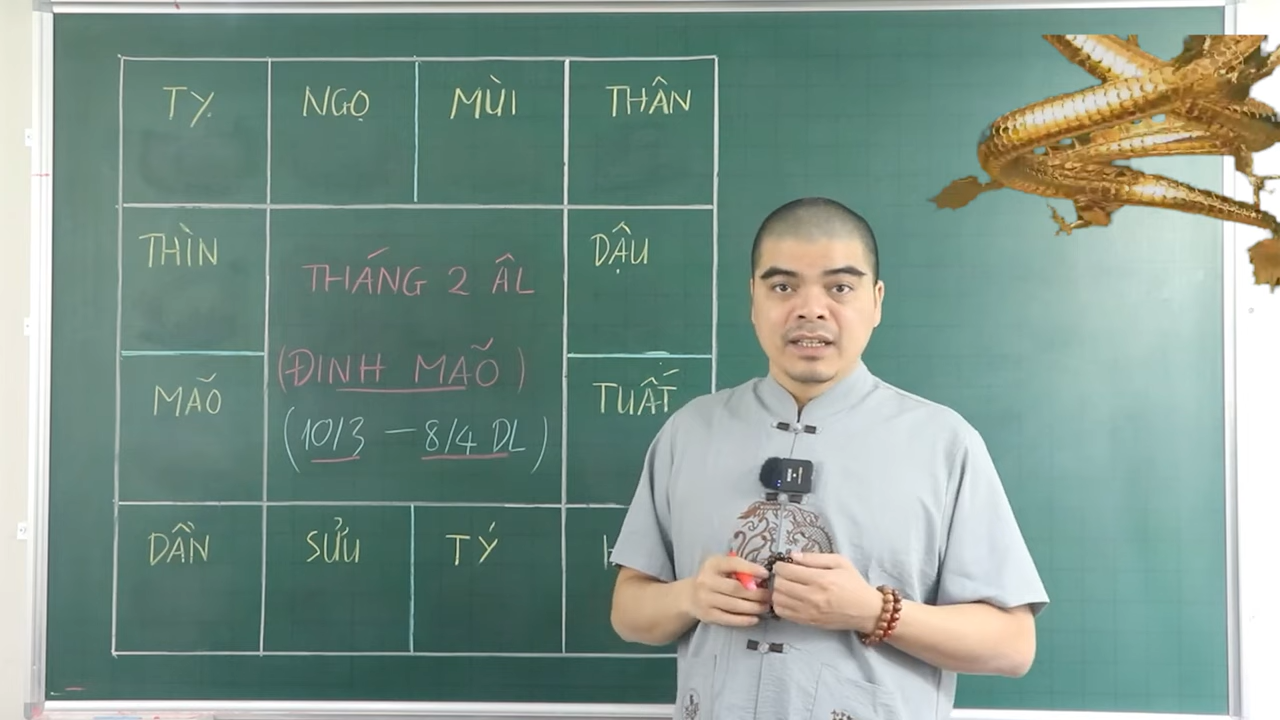 TỴ NGỌ MÙI THÂN
THÌN DẬU
THÁNG 2 ÂL
(ĐINH MÃO)
MÃO TUẤT
(10/3 – 8/4 DL)
DẦN SỬU TÝ